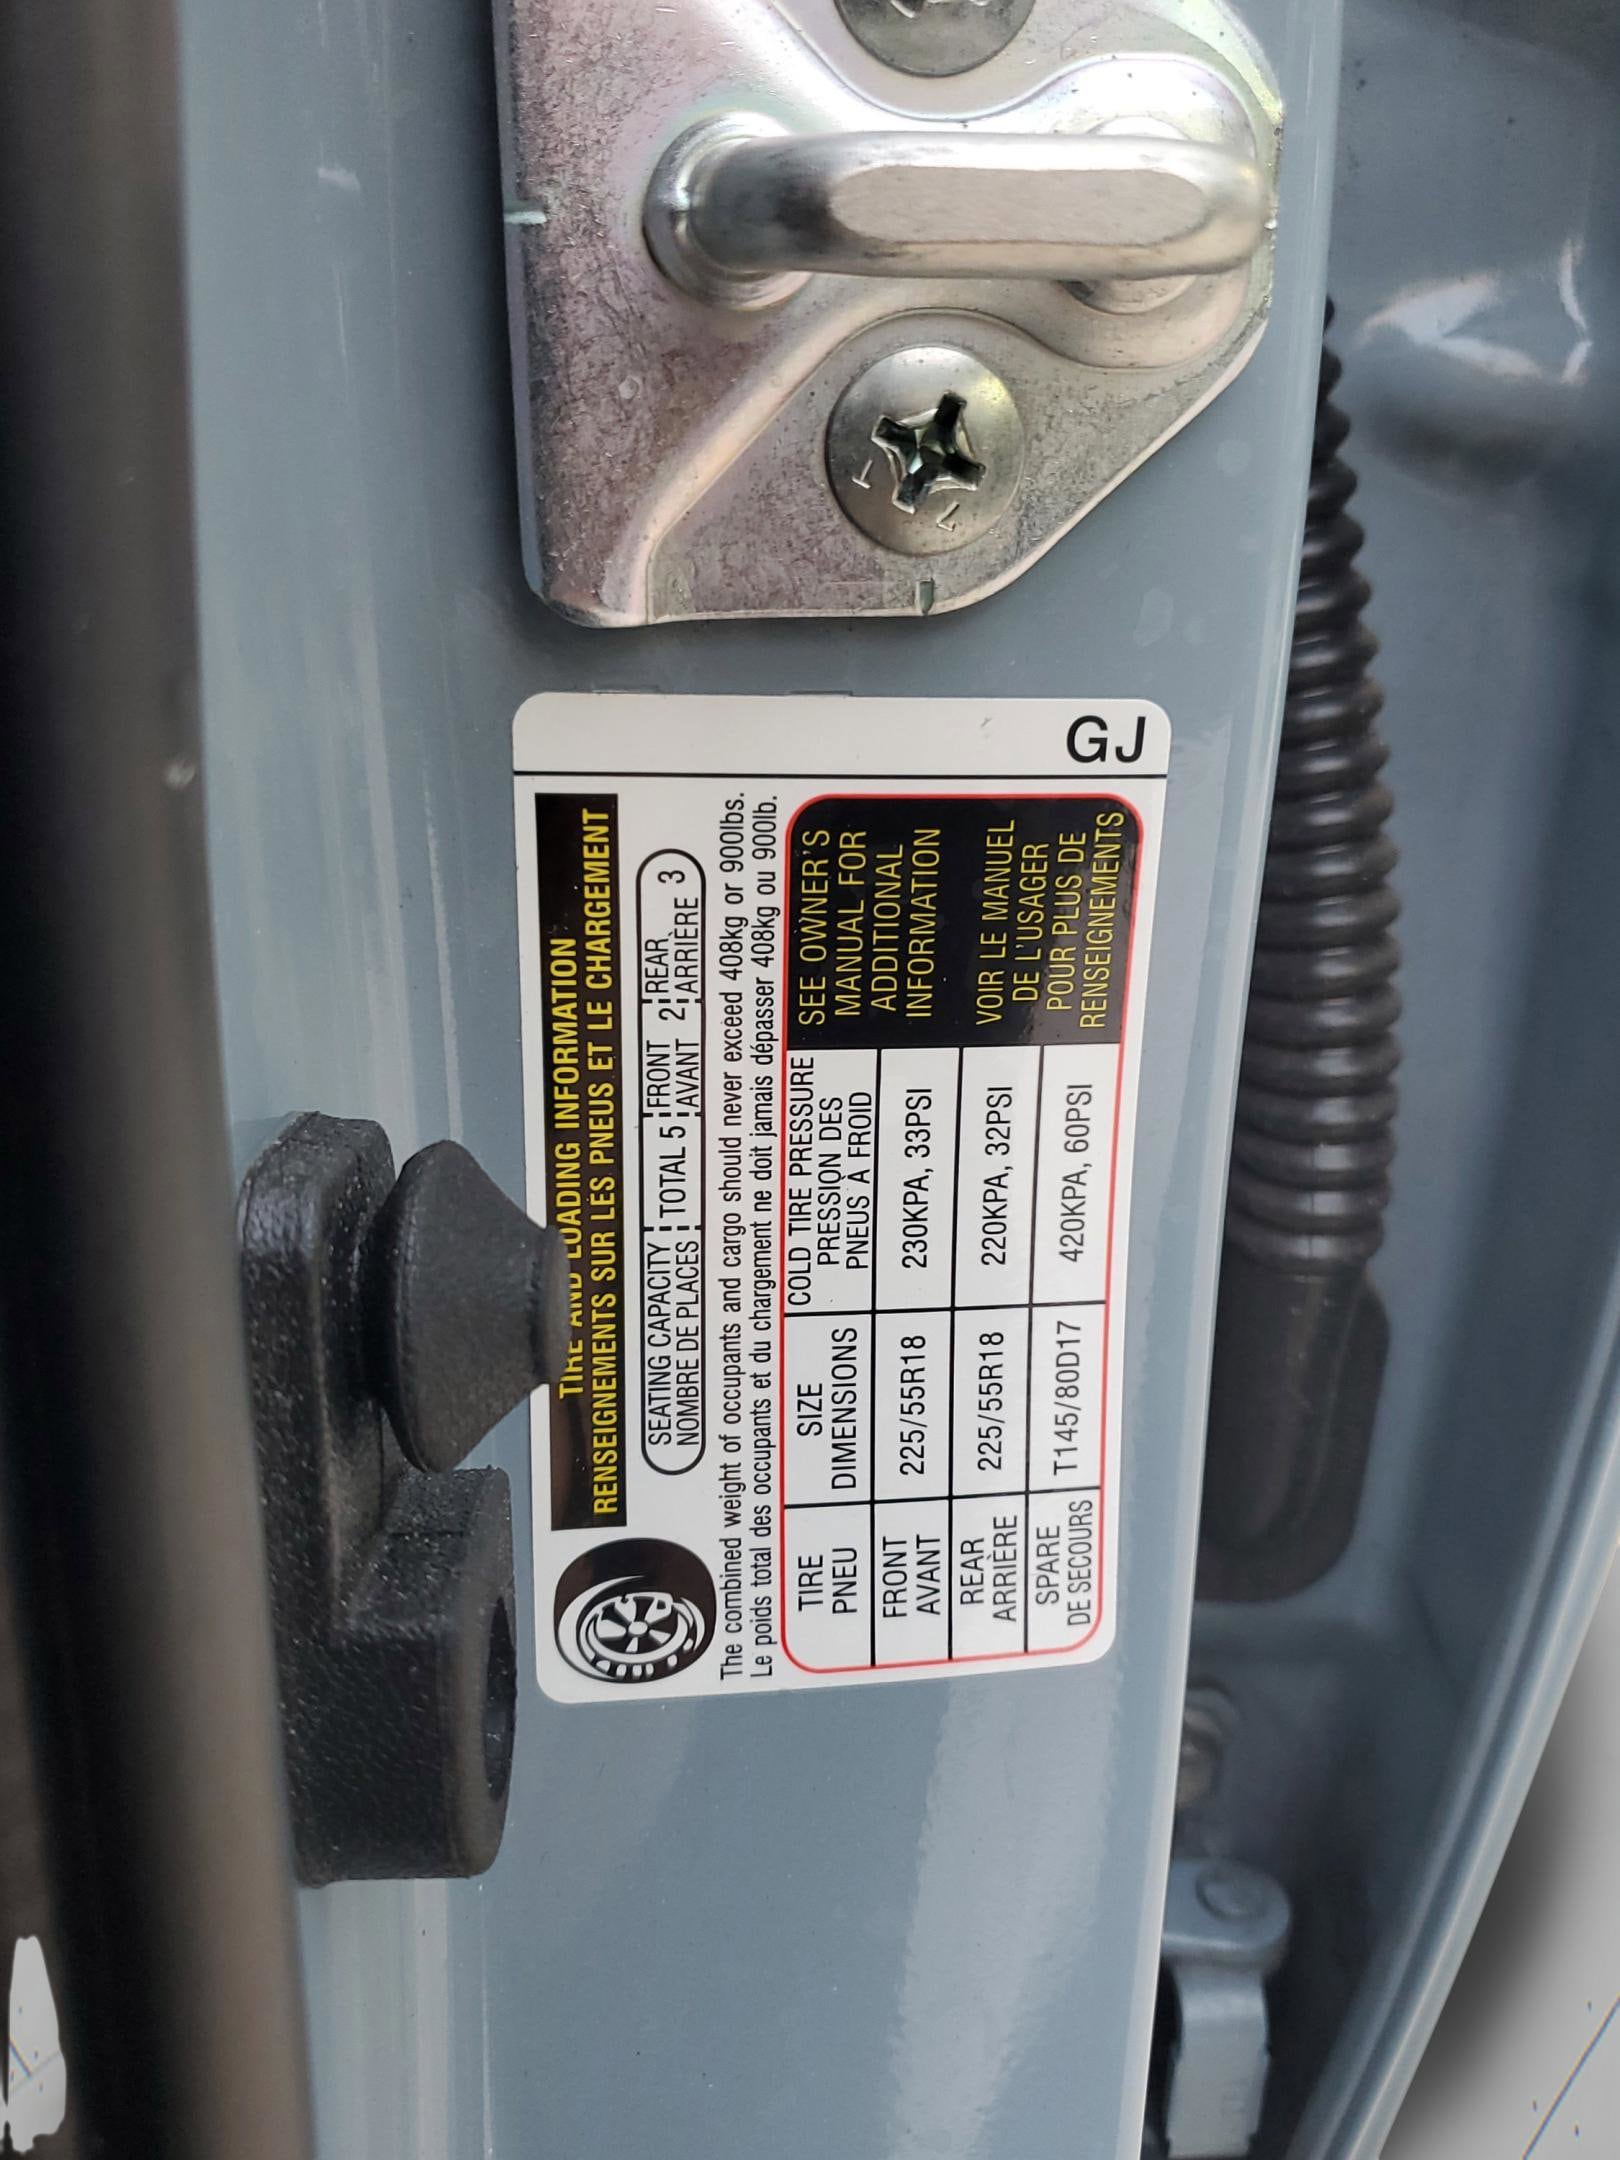 TIRE AND LOADING INFORMATION
RENSEIGNEMENTS SUR LES PNEUS ET LE CHARGEMENT
SEATING CAPACITY TOTAL 5 FRONT 2 REAR 3
NOMBRE DE PLACES AVANT ARRIÈRE
The combined weight of occupants and cargo should never exceed 408kg or 900lbs.
Le poids total des occupants et du chargement ne doit jamais dépasser 408kg ou 900lb.
TIRE
PNEU
SIZE
DIMENSIONS
COLD TIRE PRESSURE
PRESSION DES
PNEUS À FROID
FRONT
AVANT
225/55R18
230KPA, 33PSI
REAR
ARRIÈRE
225/55R18
220KPA, 32PSI
SPARE
DE SECOURS
T145/80D17
420KPA, 60PSI
SEE OWNER'S
MANUAL FOR
ADDITIONAL
INFORMATION
VOIR LE MANUEL
DE L'USAGER
POUR PLUS DE
RENSEIGNEMENTS
GJ